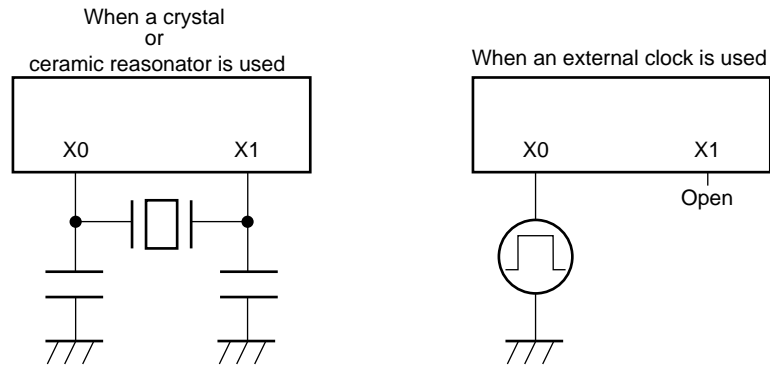 When a crystal
or
ceramic reasonator is used
X0
X1
When an external clock is used
X0
X1
Open